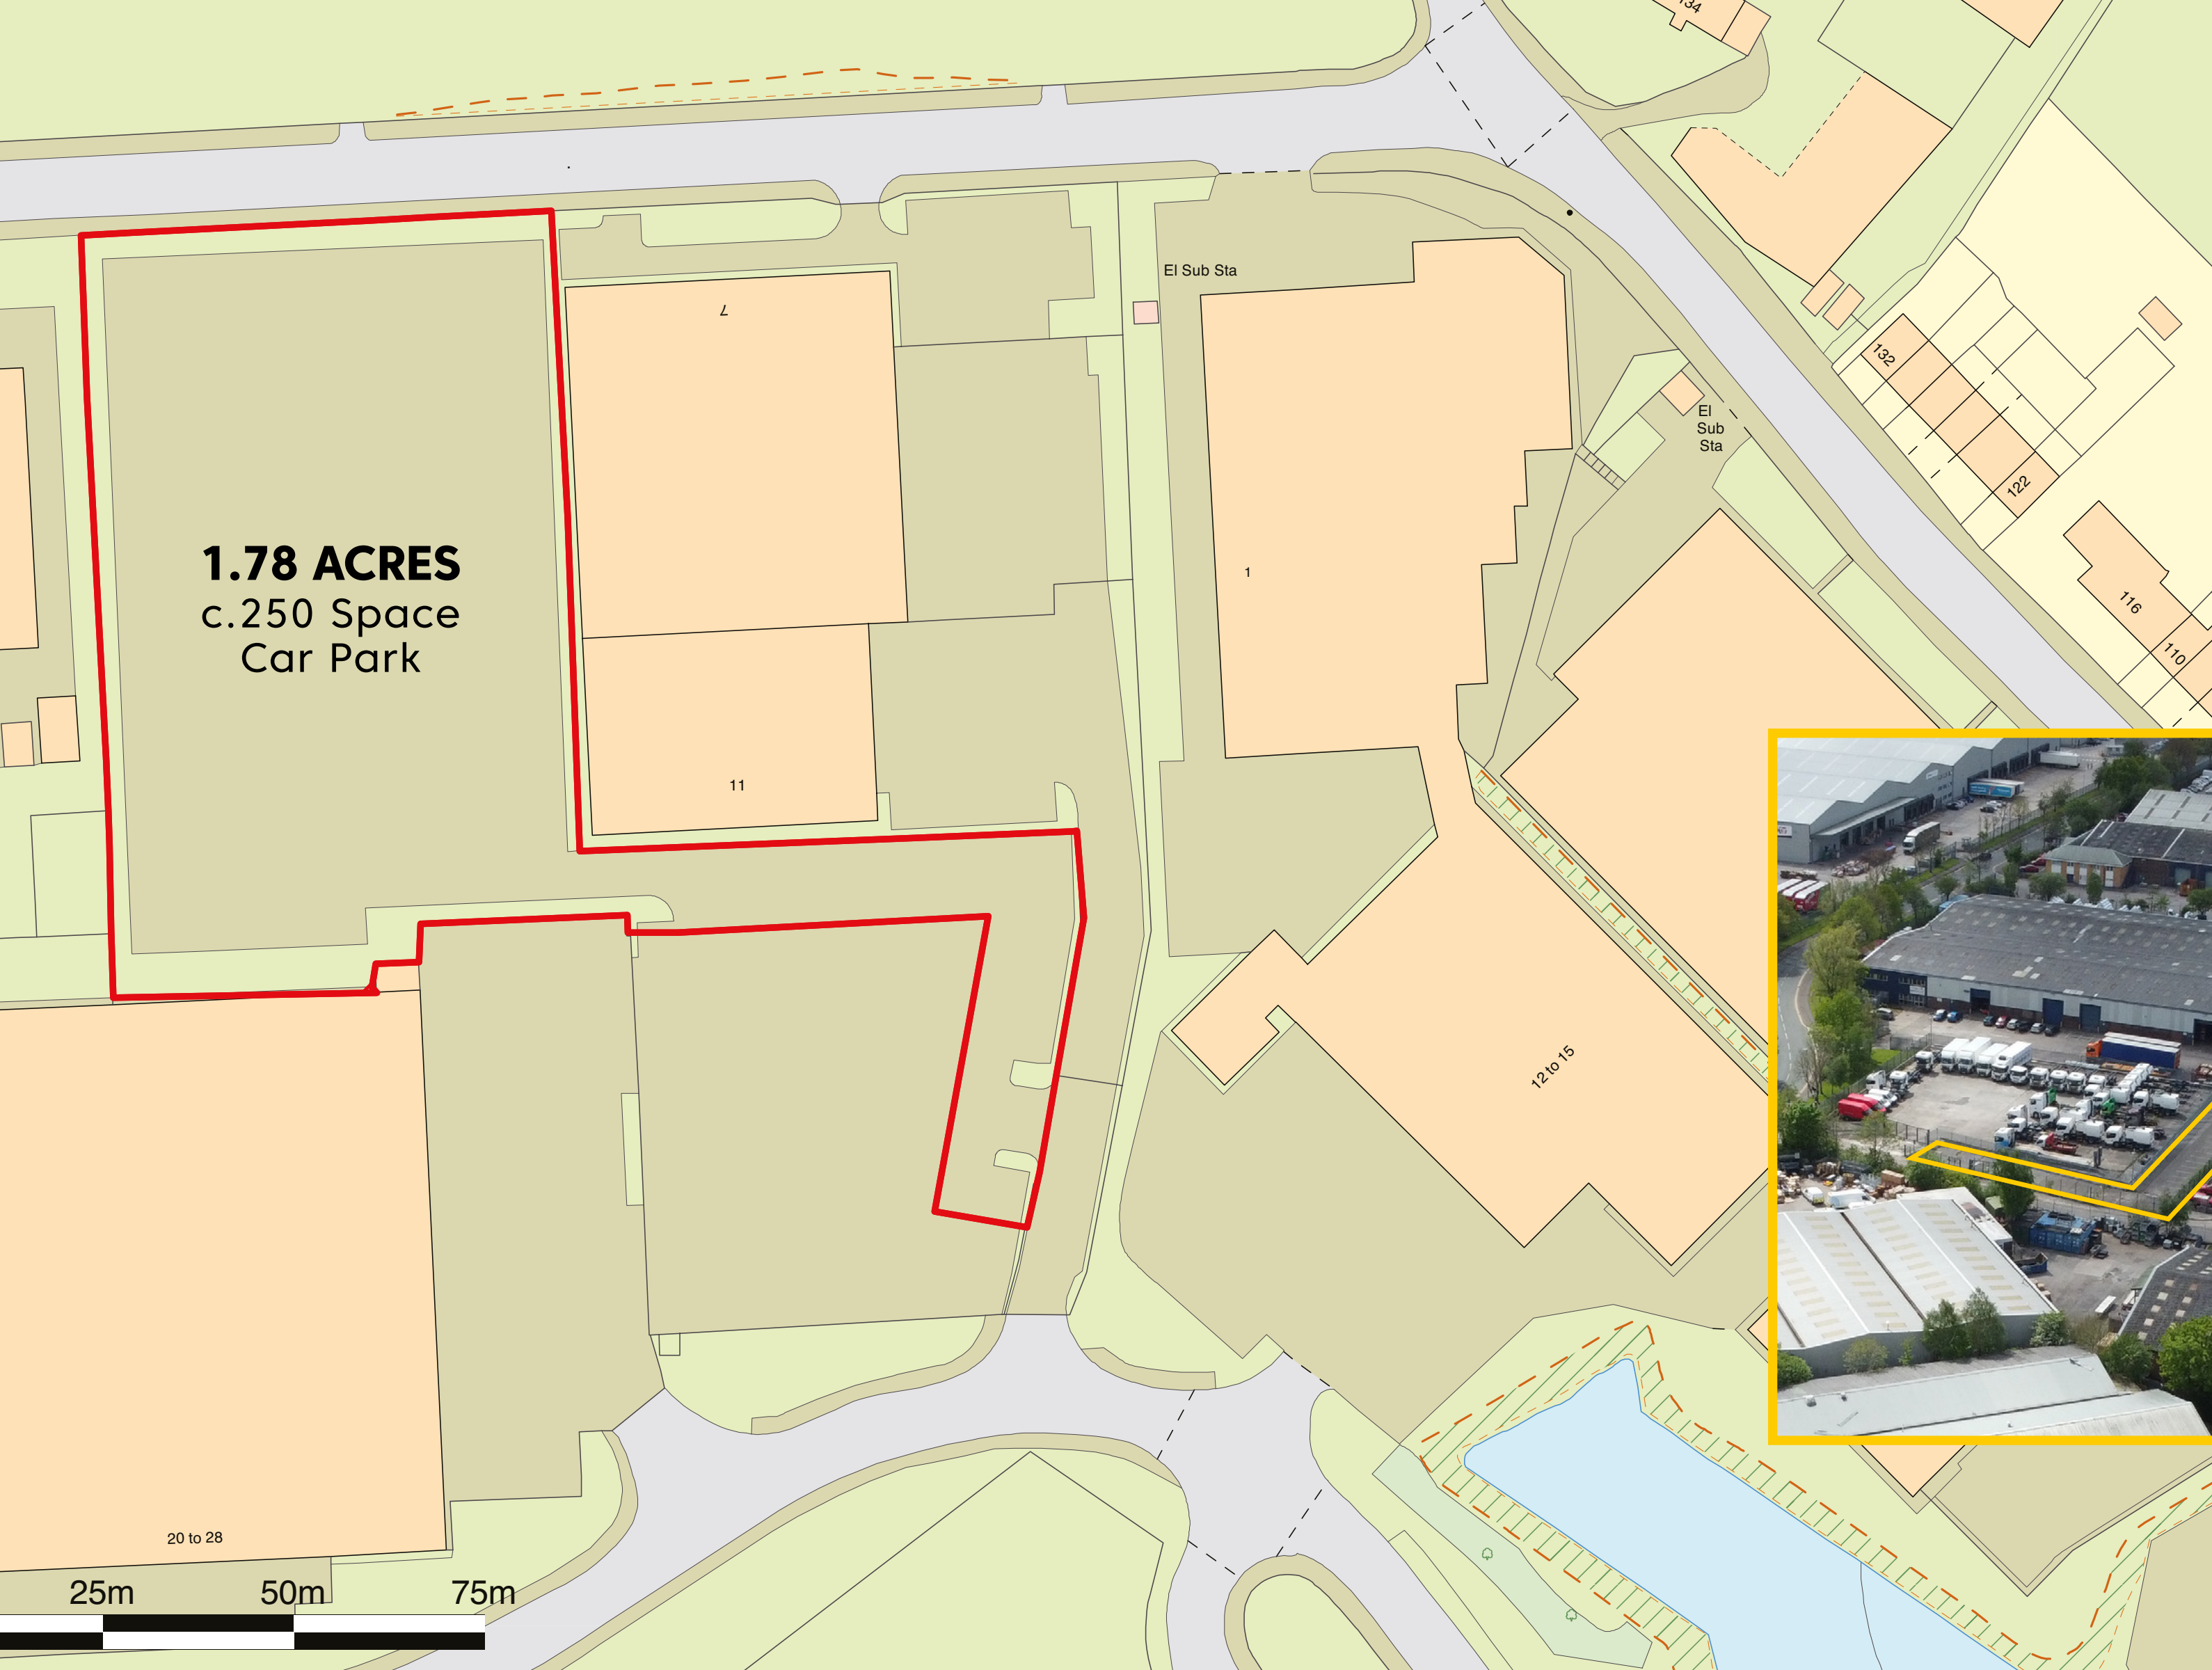 134
El Sub Sta
7
132
El
Sub
Sta
122
1.78 ACRES
c.250 Space
Car Park
1
116
110
11
12 to 15
20 to 28
25m 50m 75m